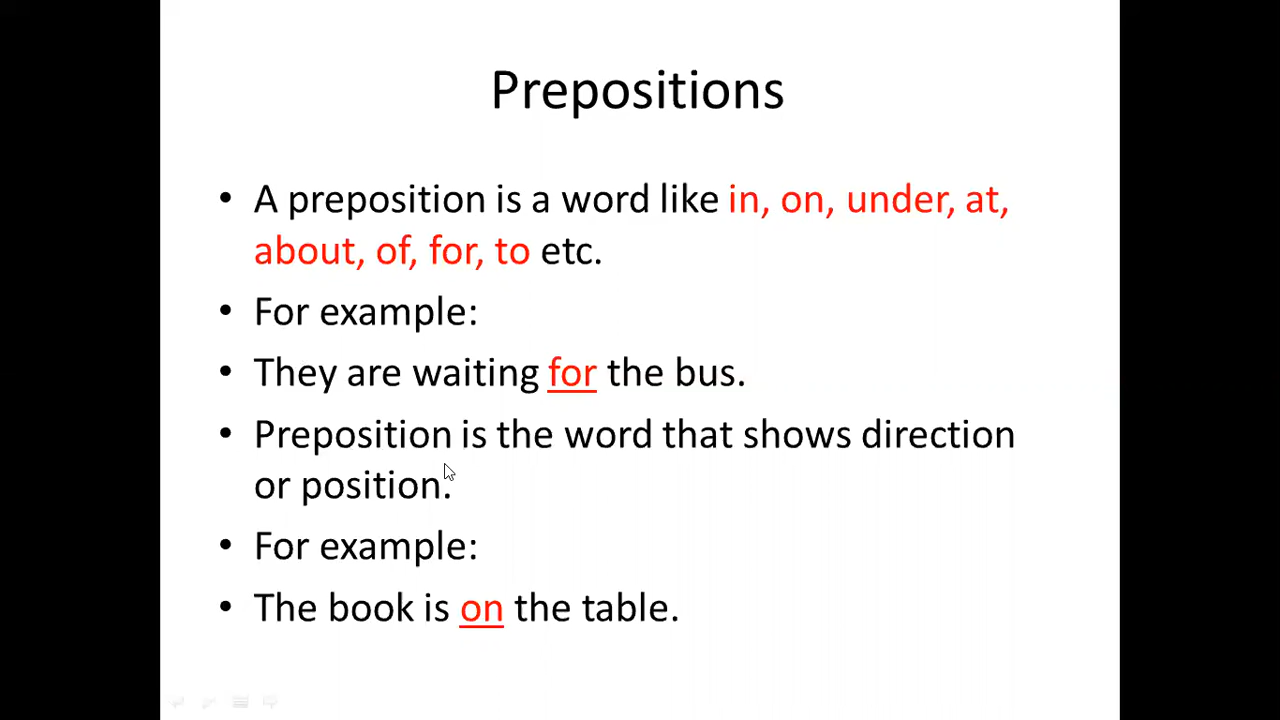 Prepositions
• A preposition is a word like in, on, under, at,
about, of, for, to etc.
• For example:
• They are waiting for the bus.
• Preposition is the word that shows direction
or position.
• For example:
• The book is on the table.